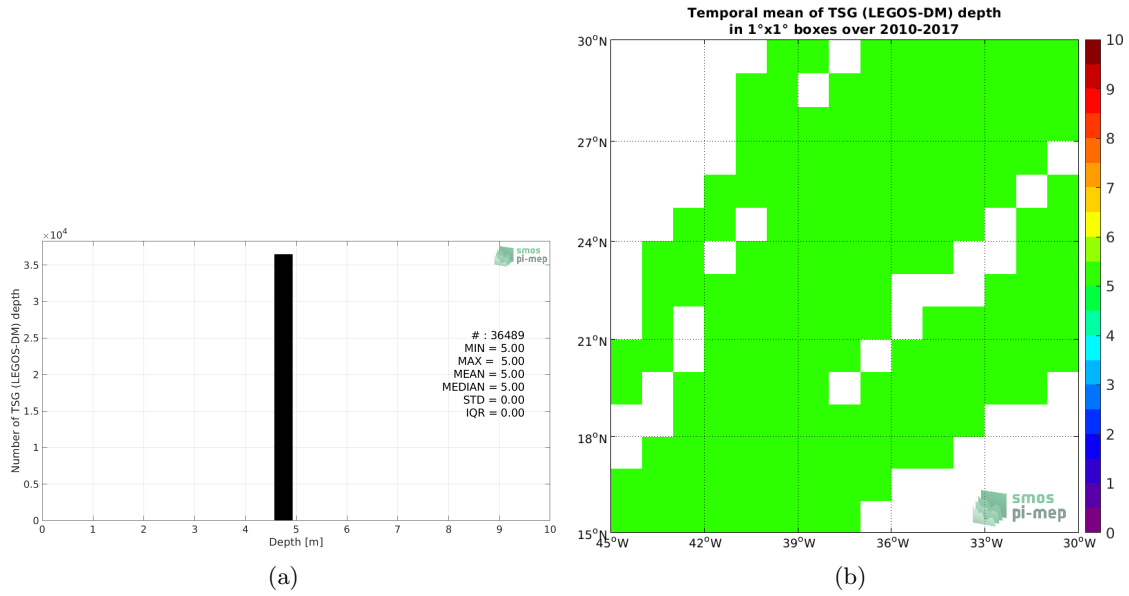 ×10⁴
3.5
3
2.5
2
1.5
1
0.5
0
0 1 2 3 4 5 6 7 8 9 10
Depth [m]
Number of TSG (LEGOS-DM) depth
smos
pi-mep
# : 36489
MIN = 5.00
MAX = 5.00
MEAN = 5.00
MEDIAN = 5.00
STD = 0.00
IQR = 0.00
(a)
Temporal mean of TSG (LEGOS-DM) depth
in 1°x1° boxes over 2010-2017
30°N
27°N
24°N
21°N
18°N
15°N
45°W 42°W 39°W 36°W 33°W 30°W
smos
pi-mep
10
9
8
7
6
5
4
3
2
1
0
(b)